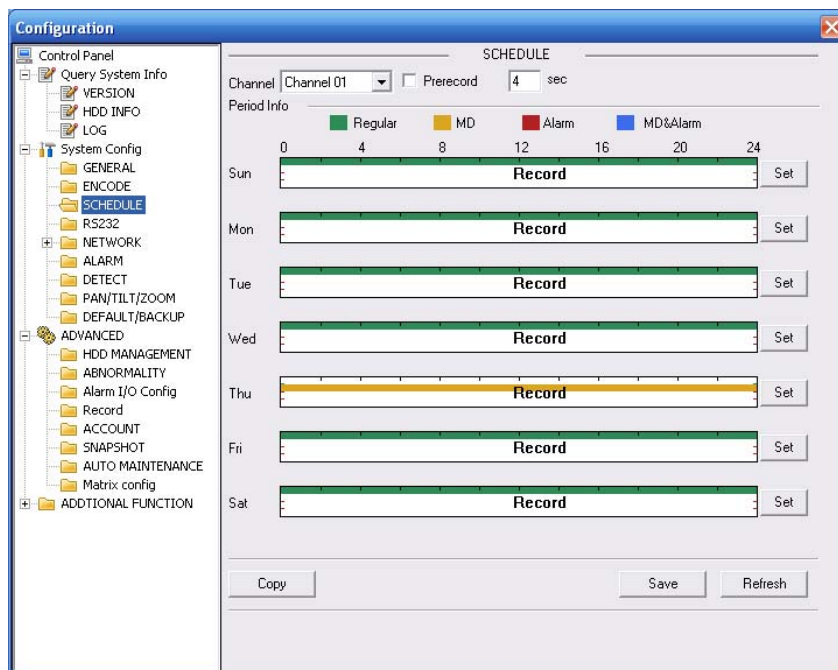 Configuration
Control Panel
Query System Info
VERSION
HDD INFO
LOG
System Config
GENERAL
ENCODE
SCHEDULE
RS232
NETWORK
ALARM
DETECT
PAN/TILT/ZOOM
DEFAULT/BACKUP
ADVANCED
HDD MANAGEMENT
ABNORMALITY
Alarm I/O Config
Record
ACCOUNT
SNAPSHOT
AUTO MAINTENANCE
Matrix config
ADDTIONAL FUNCTION
SCHEDULE
Channel Channel 01 Prerecord 4 sec
Period Info
Regular MD Alarm MD&Alarm
0 4 8 12 16 20 24
Sun Record Set
Mon Record Set
Tue Record Set
Wed Record Set
Thu Record Set
Fri Record Set
Sat Record Set
Copy Save Refresh